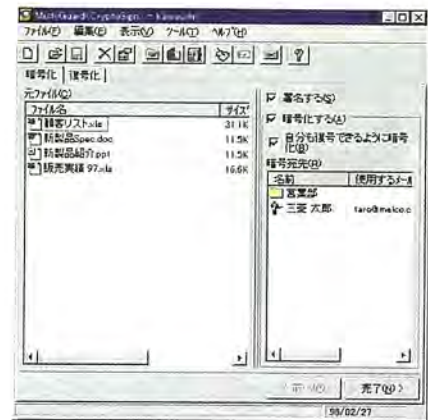 ファイル(F) 編集(E) 表示(V) ツール(T) ヘルプ(H)
暗号化 復号化
元ファイル(O)
ファイル名 サイズ
顧客リスト.xls 31.1K
新製品Spec.doc 11.5K
新製品紹介.ppt 11.5K
販売実績 97.xls 16.6K
署名する(S)
暗号化する(A)
自分も復号できるように暗号
化(B)
暗号宛先(R)
名前 使用するメール
営業部
三菱 太郎 taro@melco.c
完了(N) >
98/02/27